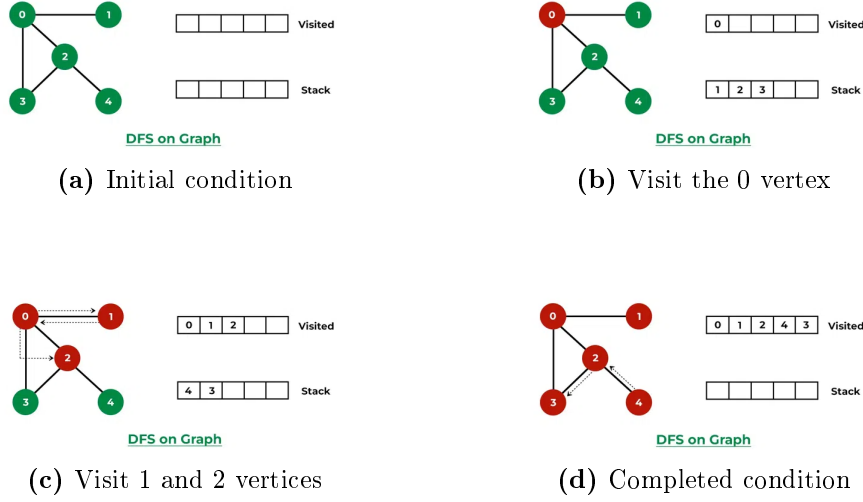 0 1 Visited
2
3 4 Stack
DFS on Graph
(a) Initial condition
0 1 0 Visited
2
3 4 1 2 3 Stack
DFS on Graph
(b) Visit the 0 vertex
0 1 0 1 2 Visited
2
3 4 4 3 Stack
DFS on Graph
(c) Visit 1 and 2 vertices
0 1 0 1 2 4 3 Visited
2
3 4 Stack
DFS on Graph
(d) Completed condition